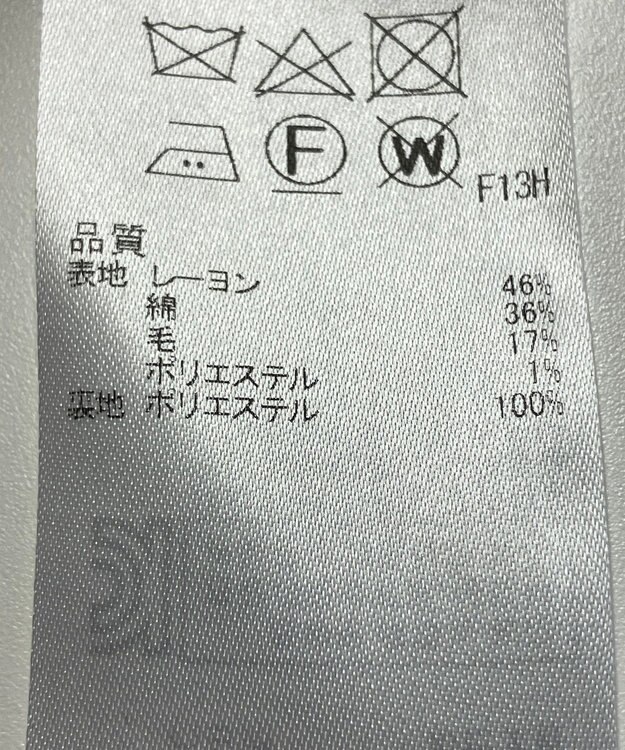 F W F13H
品質
表地 レーヨン 46%
綿 36%
毛 17%
ポリエステル 1%
裏地 ポリエステル 100%